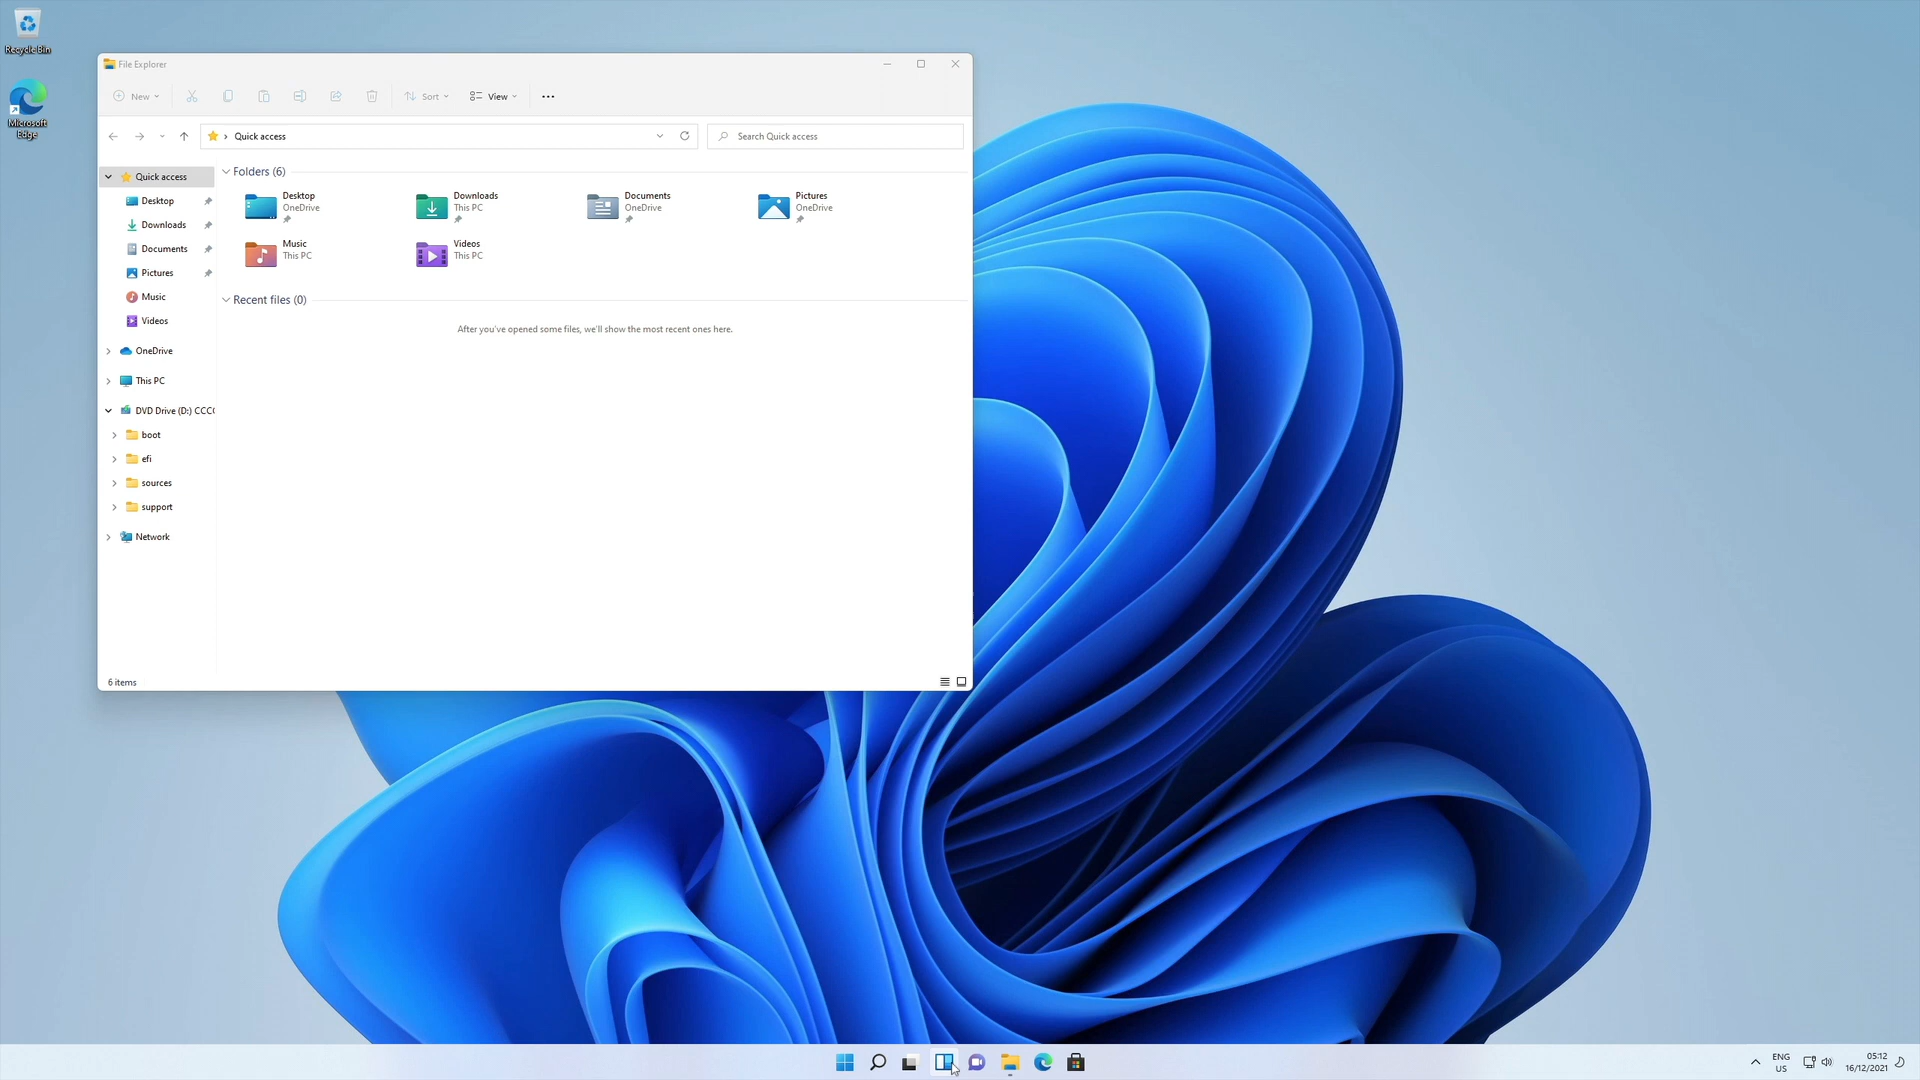 Recycle Bin
Microsoft
Edge
File Explorer
New
Sort
View
Quick access
Search Quick access
Quick access
Desktop
Downloads
Documents
Pictures
Music
Videos
OneDrive
This PC
DVD Drive (D:) CCC
boot
efi
sources
support
Network
Folders (6)
Desktop
OneDrive
Downloads
This PC
Documents
OneDrive
Pictures
OneDrive
Music
This PC
Videos
This PC
Recent files (0)
After you've opened some files, we'll show the most recent ones here.
6 items
ENG
US
05:12
16/12/2021